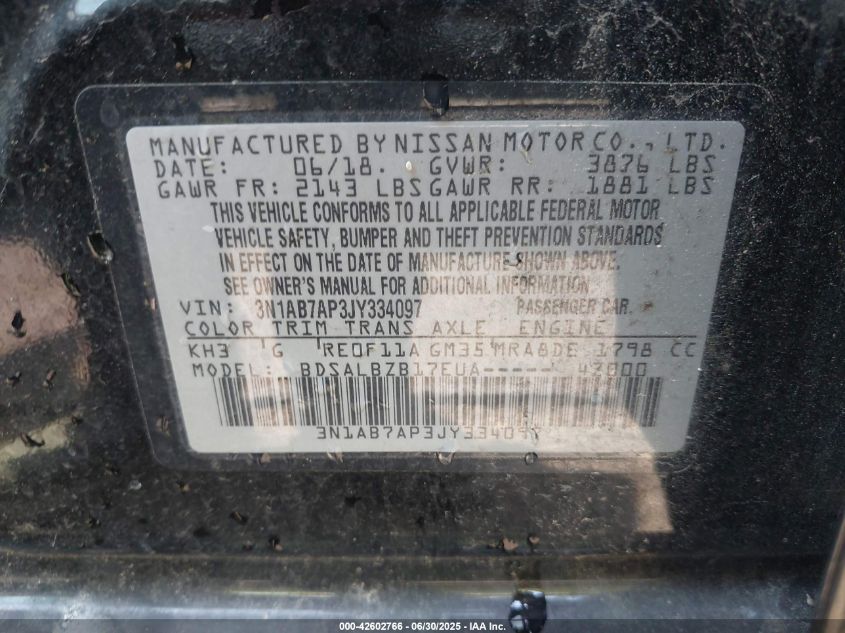 MANUFACTURED BY NISSAN MOTOR CO., LTD.
DATE: 06/18. GVWR: 3876 LBS
GAWR FR: 2143 LBS GAWR RR: 1881 LBS
THIS VEHICLE CONFORMS TO ALL APPLICABLE FEDERAL MOTOR
VEHICLE SAFETY, BUMPER AND THEFT PREVENTION STANDARDS
IN EFFECT ON THE DATE OF MANUFACTURE SHOWN ABOVE.
SEE OWNER'S MANUAL FOR ADDITIONAL INFORMATION
VIN: 3N1AB7AP3JY334097 PASSENGER CAR
COLOR TRIM TRANS AXLE ENGINE
KH3 G RE0F11A GM35 MRA8DE 1798 CC
MODEL: BDSALBZB17EUA----- 47000
3N1AB7AP3JY334097
000-42602766 - 06/30/2025 - IAA Inc.